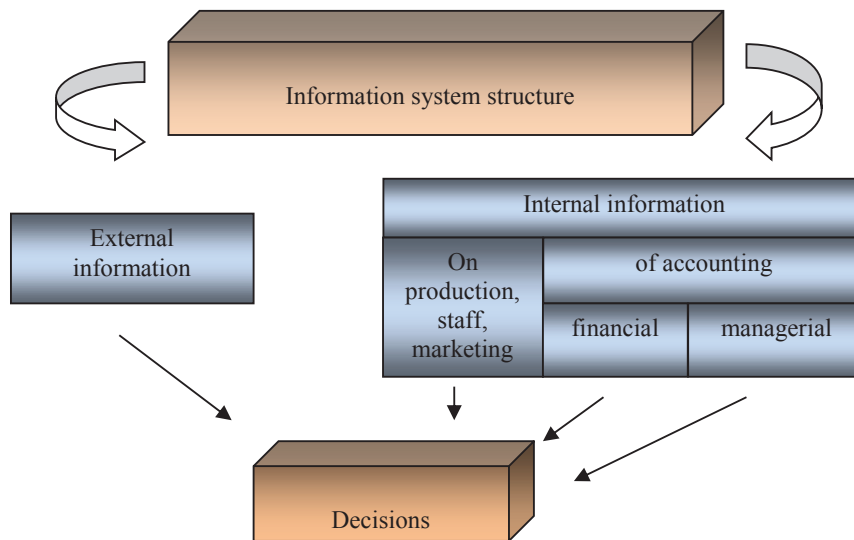 Information system structure
External
information
Internal information
On
production,
staff,
marketing
of accounting
financial
managerial
Decisions